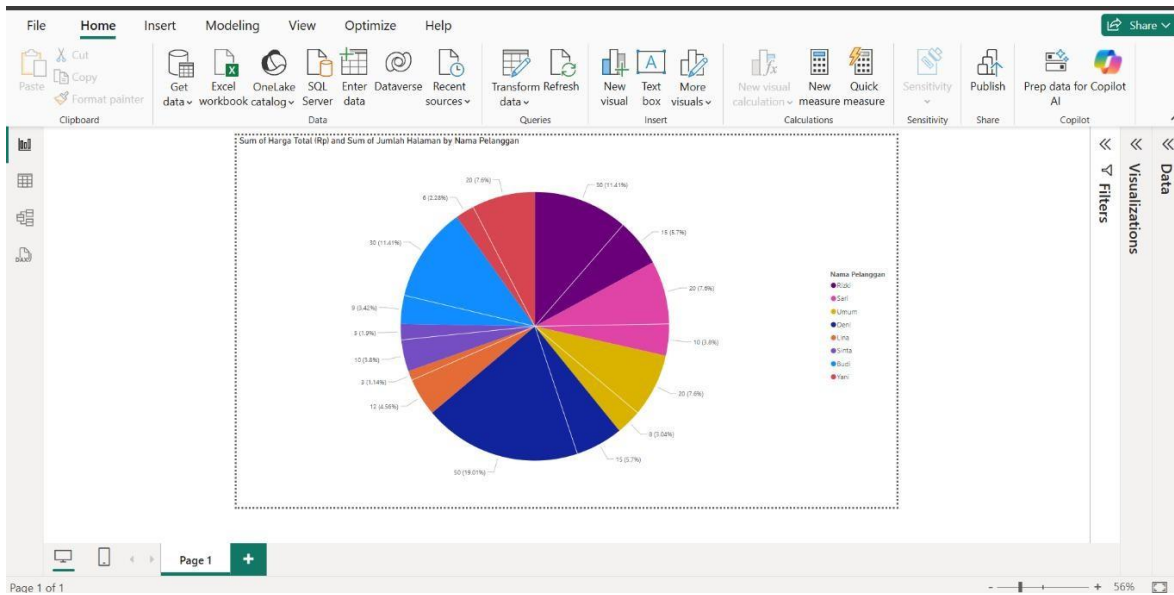 File Home Insert Modeling View Optimize Help Share
Paste
Cut
Copy
Format painter
Clipboard
Get data
Excel workbook
OneLake catalog
SQL Server
Enter data
Dataverse
Recent sources
Data
Transform data
Refresh
Queries
New visual
Text box
More visuals
Insert
New visual calculation
New measure
Quick measure
Calculations
Sensitivity
Sensitivity
Publish
Share
Prep data for AI
Copilot
Copilot
DAX
Sum of Harga Total (Rp) and Sum of Jumlah Halaman by Nama Pelanggan
20 (7.6%)
30 (11.41%)
6 (2.28%)
15 (5.7%)
30 (11.41%)
20 (7.6%)
9 (3.42%)
5 (1.9%)
10 (3.8%)
10 (3.8%)
3 (1.14%)
20 (7.6%)
12 (4.56%)
8 (3.04%)
15 (5.7%)
50 (19.01%)
Nama Pelanggan
Rizki
Sari
Umum
Deni
Lina
Sinta
Budi
Yani
Filters
Visualizations
Data
Page 1
Page 1 of 1
56%